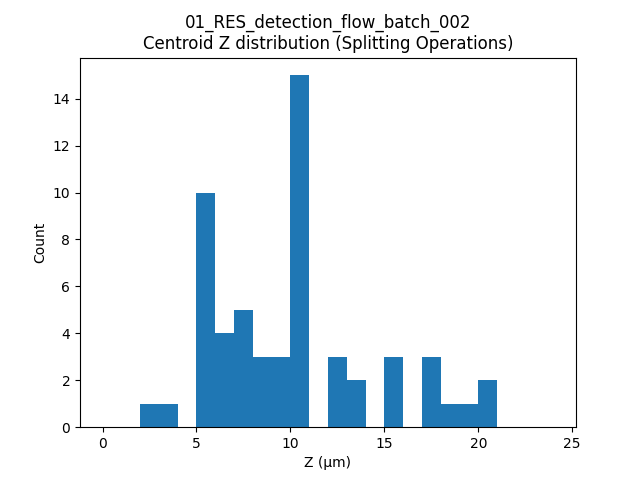 01_RES_detection_flow_batch_002
Centroid Z distribution (Splitting Operations)
14
12
10
8
6
4
2
0
Count
0 5 10 15 20 25
Z (µm)